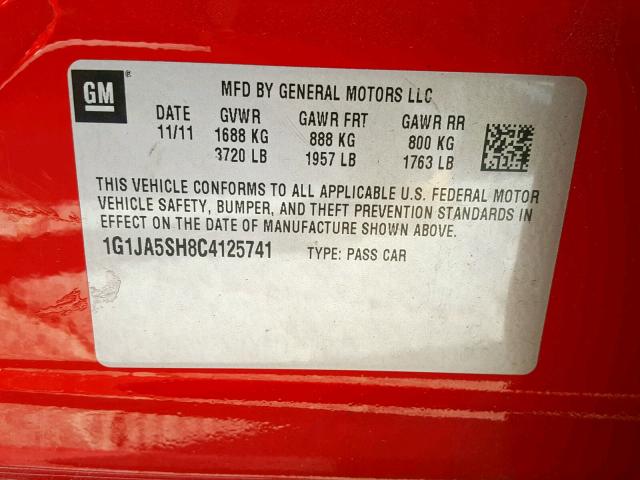 GM
MFD BY GENERAL MOTORS LLC
DATE GVWR GAWR FRT GAWR RR
11/11 1688 KG 888 KG 800 KG
3720 LB 1957 LB 1763 LB
THIS VEHICLE CONFORMS TO ALL APPLICABLE U.S. FEDERAL MOTOR
VEHICLE SAFETY, BUMPER, AND THEFT PREVENTION STANDARDS IN
EFFECT ON THE DATE OF MANUFACTURE SHOWN ABOVE.
1G1JA5SH8C4125741 TYPE: PASS CAR